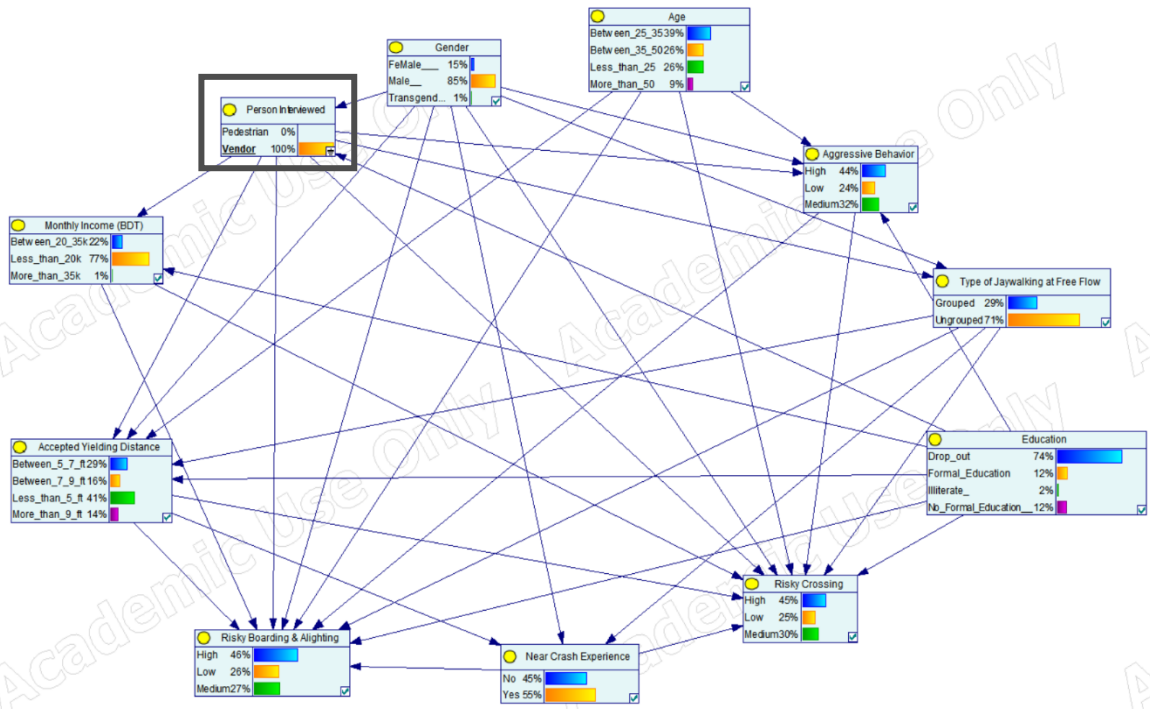 Age
Between_25_35 39%
Between_35_50 26%
Less_than_25 26%
More_than_50 9%
Gender
FeMale___ 15%
Male__ 85%
Transgend... 1%
Person Interviewed
Pedestrian 0%
Vendor 100%
Aggressive Behavior
High 44%
Low 24%
Medium 32%
Monthly Income (BDT)
Between_20_35k 22%
Less_than_20k 77%
More_than_35k 1%
Type of Jaywalking at Free Flow
Grouped 29%
Ungrouped 71%
Accepted Yielding Distance
Between_5_7_ft 29%
Between_7_9_ft 16%
Less_than_5_ft 41%
More_than_9_ft 14%
Education
Drop_out 74%
Formal_Education 12%
Illiterate_ 2%
No_Formal_Education__ 12%
Risky Crossing
High 45%
Low 25%
Medium 30%
Risky Boarding & Alighting
High 46%
Low 26%
Medium 27%
Near Crash Experience
No 45%
Yes 55%
Academic Use Only
Academic Use Only
Academic Use Only